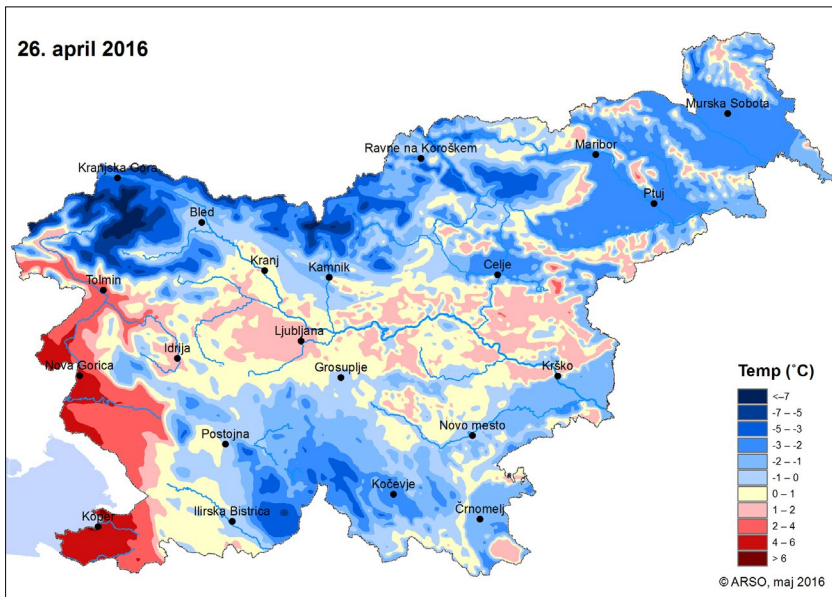 26. april 2016
Murska Sobota
Ravne na Koroškem
Maribor
Kranjska Gora
Ptuj
Bled
Kranj
Kamnik
Celje
Tolmin
Ljubljana
Idrija
Nova Gorica
Grosuplje
Krško
Novo mesto
Postojna
Kočevje
Koper
Ilirska Bistrica
Črnomelj
Temp (˚C)
<–7
-7 – -5
-5 – -3
-3 – -2
-2 – -1
-1 – 0
0 – 1
1 – 2
2 – 4
4 – 6
> 6
© ARSO, maj 2016